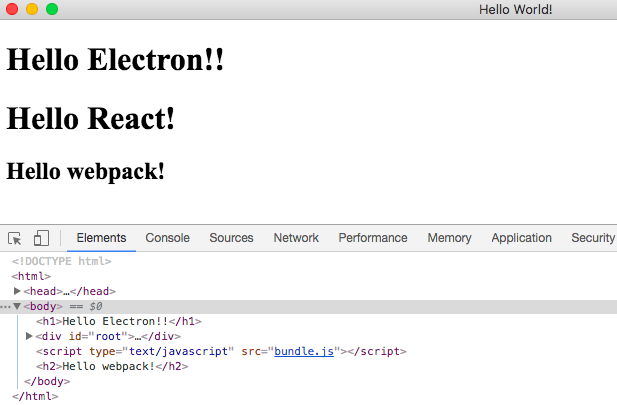 Hello World!
Hello Electron!!
Hello React!
Hello webpack!
Elements Console Sources Network Performance Memory Application Security
<!DOCTYPE html>
<html>
<head>…</head>
<body> == $0
<h1>Hello Electron!!</h1>
<div id="root">…</div>
<script type="text/javascript" src="bundle.js"></script>
<h2>Hello webpack!</h2>
</body>
</html>